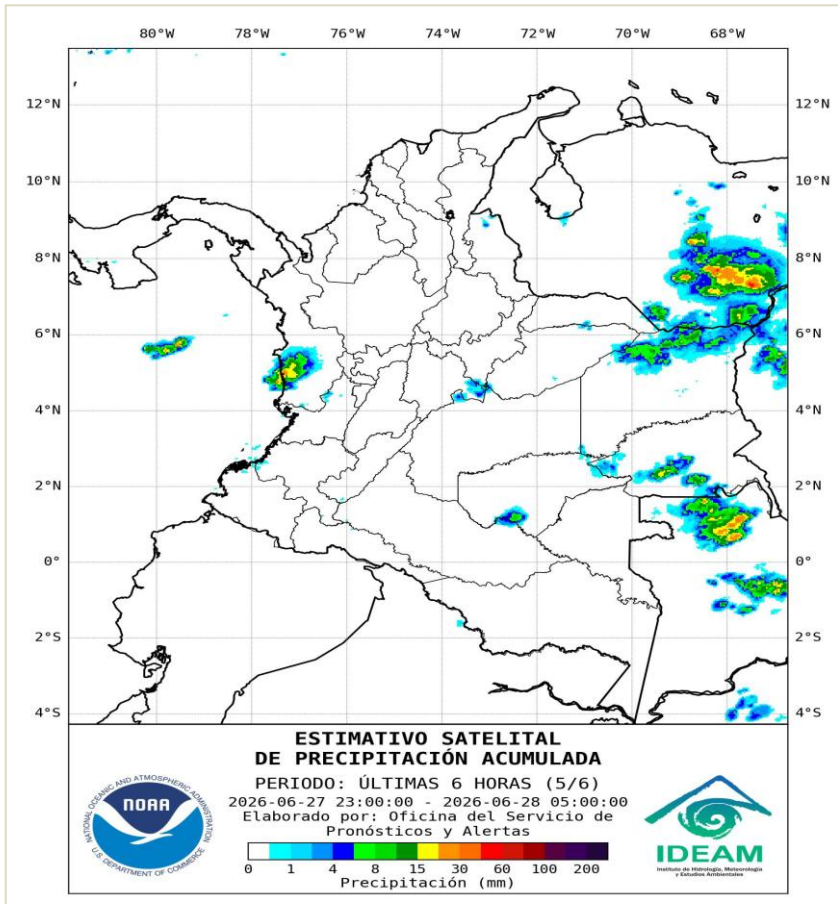 80°W 78°W 76°W 74°W 72°W 70°W 68°W
12°N 12°N
10°N 10°N
8°N 8°N
6°N 6°N
4°N 4°N
2°N 2°N
0° 0°
2°S 2°S
4°S 4°S
ESTIMATIVO SATELITAL
DE PRECIPITACIÓN ACUMULADA
PERIODO: ÚLTIMAS 6 HORAS (5/6)
2026-06-27 23:00:00 - 2026-06-28 05:00:00
Elaborado por: Oficina del Servicio de
Pronósticos y Alertas
0 1 4 8 15 30 60 100 200
Precipitación (mm)
NATIONAL OCEANIC AND ATMOSPHERIC ADMINISTRATION
NOAA
U.S. DEPARTMENT OF COMMERCE
IDEAM
Instituto de Hidrología, Meteorología
y Estudios Ambientales